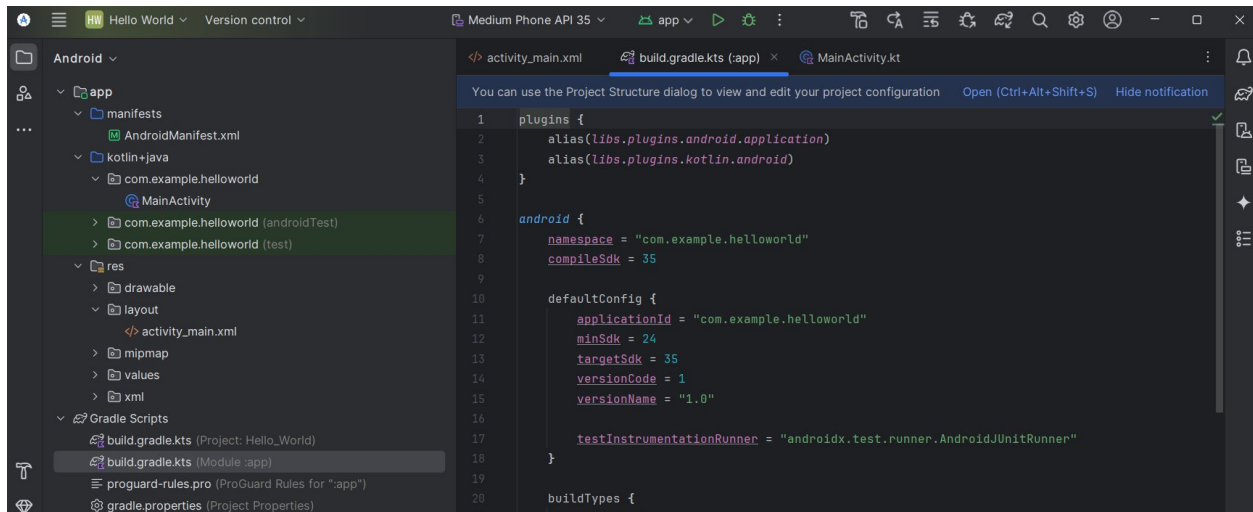 HW Hello World Version control Medium Phone API 35 app
Android
app
manifests
AndroidManifest.xml
kotlin+java
com.example.helloworld
MainActivity
com.example.helloworld (androidTest)
com.example.helloworld (test)
res
drawable
layout
</> activity_main.xml
mipmap
values
xml
Gradle Scripts
build.gradle.kts (Project: Hello_World)
build.gradle.kts (Module :app)
proguard-rules.pro (ProGuard Rules for ":app")
gradle.properties (Project Properties)
</> activity_main.xml build.gradle.kts (:app) MainActivity.kt
You can use the Project Structure dialog to view and edit your project configuration Open (Ctrl+Alt+Shift+S) Hide notification
1 plugins {
2 alias(libs.plugins.android.application)
3 alias(libs.plugins.kotlin.android)
4 }
5
6 android {
7 namespace = "com.example.helloworld"
8 compileSdk = 35
9
10 defaultConfig {
11 applicationId = "com.example.helloworld"
12 minSdk = 24
13 targetSdk = 35
14 versionCode = 1
15 versionName = "1.0"
16
17 testInstrumentationRunner = "androidx.test.runner.AndroidJUnitRunner"
18 }
19
20 buildTypes {